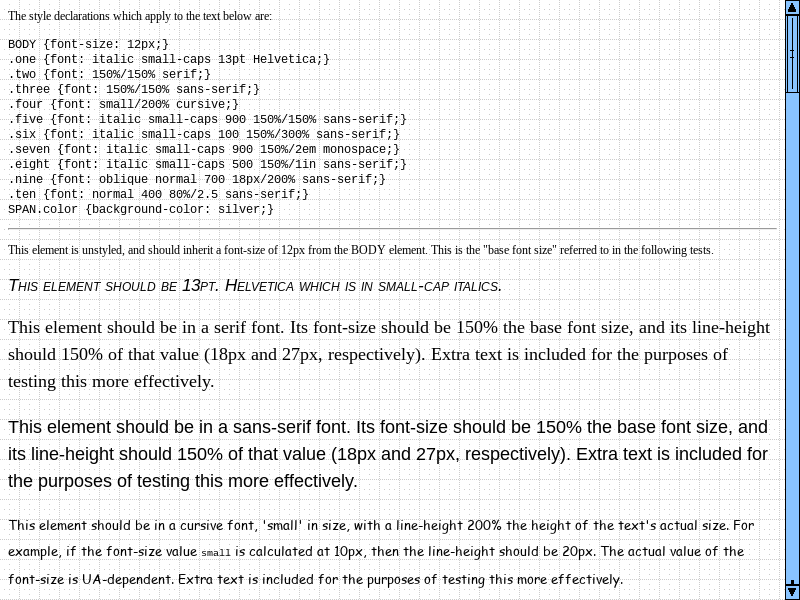 The style declarations which apply to the text below are:
BODY {font-size: 12px;}
.one {font: italic small-caps 13pt Helvetica;}
.two {font: 150%/150% serif;}
.three {font: 150%/150% sans-serif;}
.four {font: small/200% cursive;}
.five {font: italic small-caps 900 150%/150% sans-serif;}
.six {font: italic small-caps 100 150%/300% sans-serif;}
.seven {font: italic small-caps 900 150%/2em monospace;}
.eight {font: italic small-caps 500 150%/1in sans-serif;}
.nine {font: oblique normal 700 18px/200% sans-serif;}
.ten {font: normal 400 80%/2.5 sans-serif;}
SPAN.color {background-color: silver;}
This element is unstyled, and should inherit a font-size of 12px from the BODY element. This is the "base font size" referred to in the following tests.
This element should be 13pt. Helvetica which is in small-cap italics.
This element should be in a serif font. Its font-size should be 150% the base font size, and its line-height
should 150% of that value (18px and 27px, respectively). Extra text is included for the purposes of
testing this more effectively.
This element should be in a sans-serif font. Its font-size should be 150% the base font size, and
its line-height should 150% of that value (18px and 27px, respectively). Extra text is included for
the purposes of testing this more effectively.
This element should be in a cursive font, 'small' in size, with a line-height 200% the height of the text's actual size. For
example, if the font-size value small is calculated at 10px, then the line-height should be 20px. The actual value of the
font-size is UA-dependent. Extra text is included for the purposes of testing this more effectively.